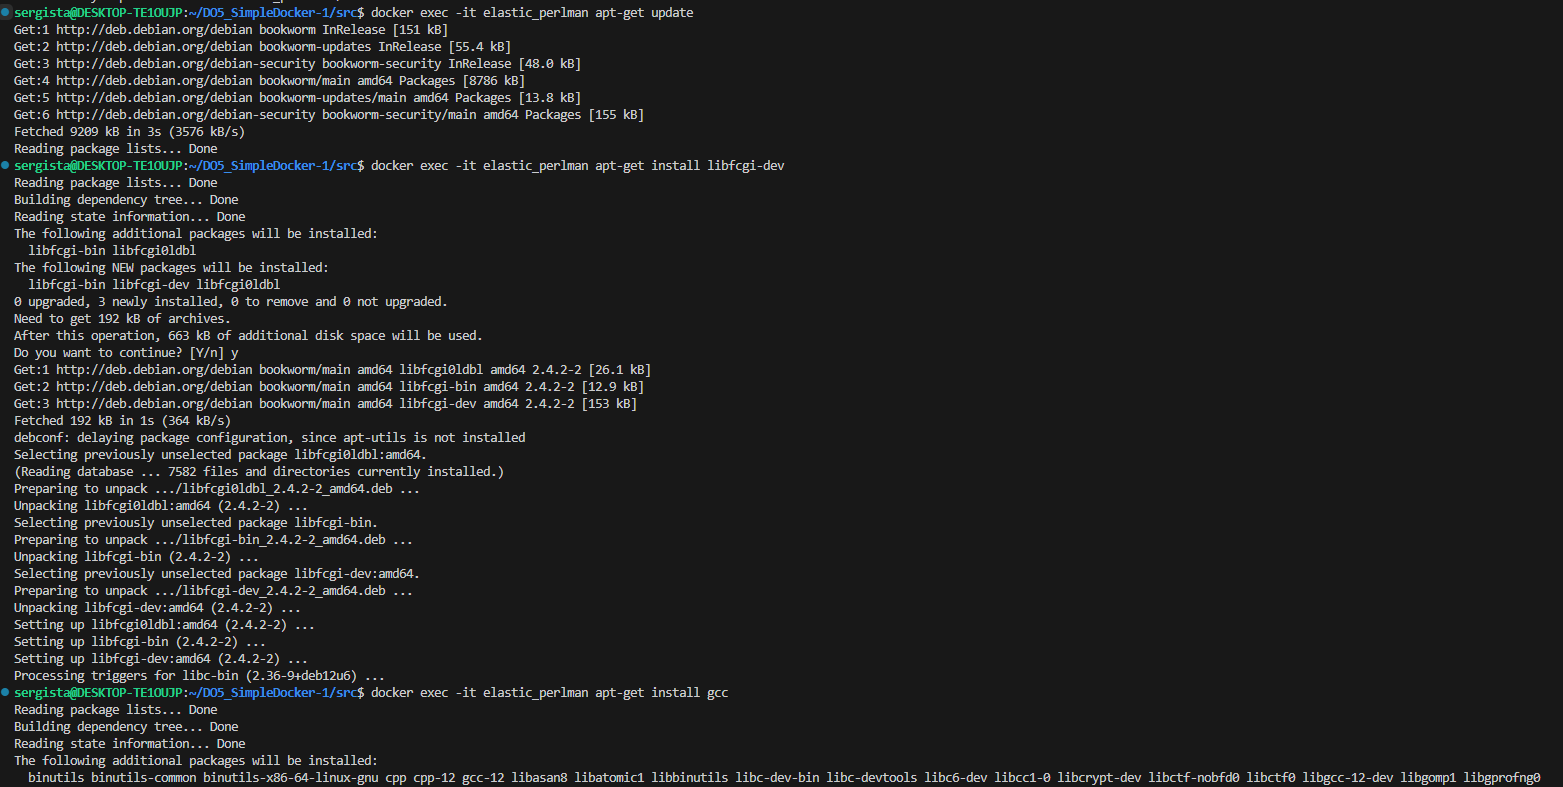 sergista@DESKTOP-TE1OUJP:~/DO5_SimpleDocker-1/src$ docker exec -it elastic_perlman apt-get update
Get:1 http://deb.debian.org/debian bookworm InRelease [151 kB]
Get:2 http://deb.debian.org/debian bookworm-updates InRelease [55.4 kB]
Get:3 http://deb.debian.org/debian-security bookworm-security InRelease [48.0 kB]
Get:4 http://deb.debian.org/debian bookworm/main amd64 Packages [8786 kB]
Get:5 http://deb.debian.org/debian bookworm-updates/main amd64 Packages [13.8 kB]
Get:6 http://deb.debian.org/debian-security bookworm-security/main amd64 Packages [155 kB]
Fetched 9209 kB in 3s (3576 kB/s)
Reading package lists... Done
sergista@DESKTOP-TE1OUJP:~/DO5_SimpleDocker-1/src$ docker exec -it elastic_perlman apt-get install libfcgi-dev
Reading package lists... Done
Building dependency tree... Done
Reading state information... Done
The following additional packages will be installed:
  libfcgi-bin libfcgi0ldbl
The following NEW packages will be installed:
  libfcgi-bin libfcgi-dev libfcgi0ldbl
0 upgraded, 3 newly installed, 0 to remove and 0 not upgraded.
Need to get 192 kB of archives.
After this operation, 663 kB of additional disk space will be used.
Do you want to continue? [Y/n] y
Get:1 http://deb.debian.org/debian bookworm/main amd64 libfcgi0ldbl amd64 2.4.2-2 [26.1 kB]
Get:2 http://deb.debian.org/debian bookworm/main amd64 libfcgi-bin amd64 2.4.2-2 [12.9 kB]
Get:3 http://deb.debian.org/debian bookworm/main amd64 libfcgi-dev amd64 2.4.2-2 [153 kB]
Fetched 192 kB in 1s (364 kB/s)
debconf: delaying package configuration, since apt-utils is not installed
Selecting previously unselected package libfcgi0ldbl:amd64.
(Reading database ... 7582 files and directories currently installed.)
Preparing to unpack .../libfcgi0ldbl_2.4.2-2_amd64.deb ...
Unpacking libfcgi0ldbl:amd64 (2.4.2-2) ...
Selecting previously unselected package libfcgi-bin.
Preparing to unpack .../libfcgi-bin_2.4.2-2_amd64.deb ...
Unpacking libfcgi-bin (2.4.2-2) ...
Selecting previously unselected package libfcgi-dev:amd64.
Preparing to unpack .../libfcgi-dev_2.4.2-2_amd64.deb ...
Unpacking libfcgi-dev:amd64 (2.4.2-2) ...
Setting up libfcgi0ldbl:amd64 (2.4.2-2) ...
Setting up libfcgi-bin (2.4.2-2) ...
Setting up libfcgi-dev:amd64 (2.4.2-2) ...
Processing triggers for libc-bin (2.36-9+deb12u6) ...
sergista@DESKTOP-TE1OUJP:~/DO5_SimpleDocker-1/src$ docker exec -it elastic_perlman apt-get install gcc
Reading package lists... Done
Building dependency tree... Done
Reading state information... Done
The following additional packages will be installed:
  binutils binutils-common binutils-x86-64-linux-gnu cpp cpp-12 gcc-12 libasan8 libatomic1 libbinutils libc-dev-bin libc-devtools libc6-dev libcc1-0 libcrypt-dev libctf-nobfd0 libctf0 libgcc-12-dev libgomp1 libgprofng0